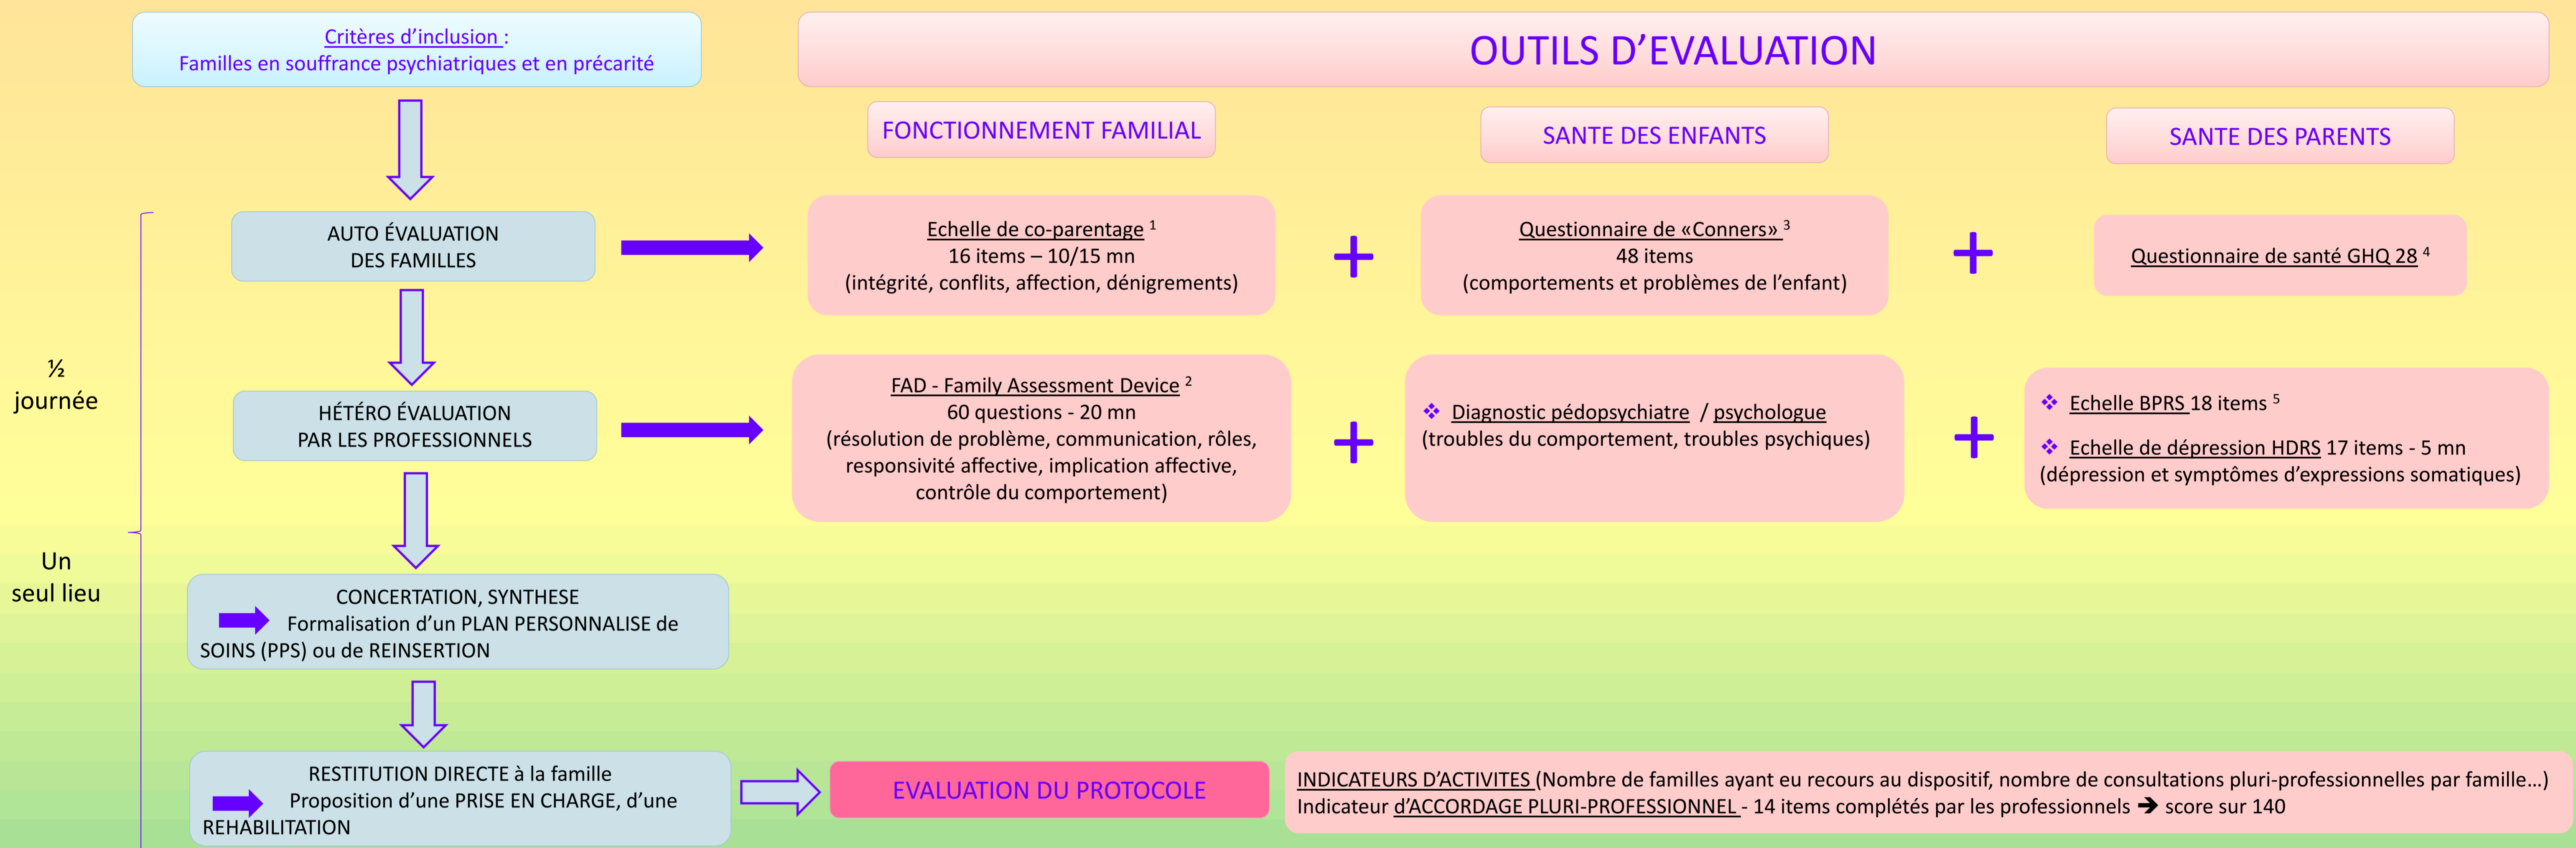 Critères d'inclusion :
Familles en souffrance psychiatriques et en précarité
OUTILS D'EVALUATION
FONCTIONNEMENT FAMILIAL
SANTE DES ENFANTS
SANTE DES PARENTS
AUTO ÉVALUATION
DES FAMILLES
Echelle de co-parentage 1
16 items – 10/15 mn
(intégrité, conflits, affection, dénigrements)
+
Questionnaire de «Conners» 3
48 items
(comportements et problèmes de l'enfant)
+
Questionnaire de santé GHQ 28 4
½
journée
HÉTÉRO ÉVALUATION
PAR LES PROFESSIONNELS
FAD - Family Assessment Device 2
60 questions - 20 mn
(résolution de problème, communication, rôles,
responsivité affective, implication affective,
contrôle du comportement)
+
❖ Diagnostic pédopsychiatre / psychologue
(troubles du comportement, troubles psychiques)
+
❖ Echelle BPRS 18 items 5
❖ Echelle de dépression HDRS 17 items - 5 mn
(dépression et symptômes d'expressions somatiques)
Un
seul lieu
CONCERTATION, SYNTHESE
Formalisation d'un PLAN PERSONNALISE de
SOINS (PPS) ou de REINSERTION
RESTITUTION DIRECTE à la famille
Proposition d'une PRISE EN CHARGE, d'une
REHABILITATION
EVALUATION DU PROTOCOLE
INDICATEURS D'ACTIVITES (Nombre de familles ayant eu recours au dispositif, nombre de consultations pluri-professionnelles par famille...)
Indicateur d'ACCORDAGE PLURI-PROFESSIONNEL - 14 items complétés par les professionnels ➔ score sur 140